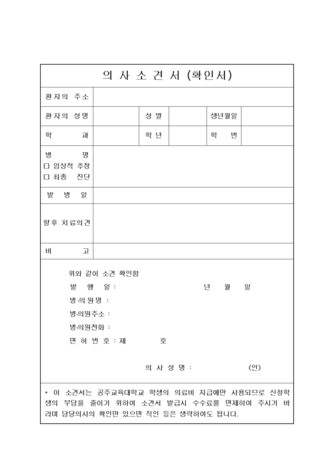 의 사 소 견 서 (확인서)
환자의 주소
환자의 성명 성 별 생년월일
학 과 학 년 학 번
병 명
□ 임상적 추정
□ 최종 진단
발 병 일
향후 치료의견
비 고
위와 같이 소견 확인함
발 행 일 : 년 월 일
병·의원명 :
병·의원주소 :
병·의원전화 :
면 허 번 호 : 제 호
의 사 성 명 : (인)
* 이 소견서는 공주교육대학교 학생의 의료비 지급에만 사용되므로 신청학
생의 부담을 줄이기 위하여 소견서 발급시 수수료를 면제하여 주시기 바
라며 담당의사의 확인만 있으면 직인 등은 생략하여도 됩니다.